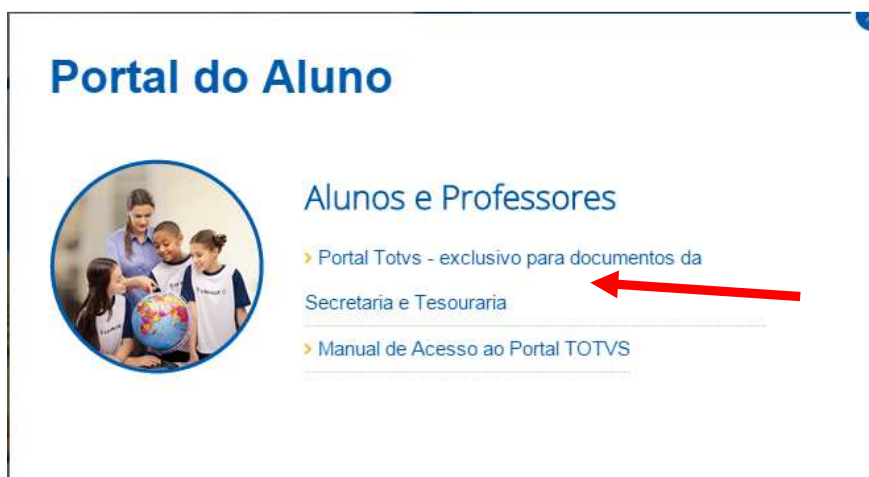 Portal do Aluno
Alunos e Professores
› Portal Totvs - exclusivo para documentos da
Secretaria e Tesouraria
› Manual de Acesso ao Portal TOTVS